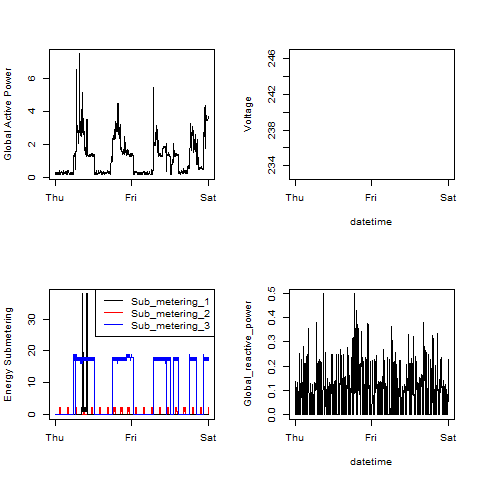 Global Active Power
0 2 4 6
Thu Fri Sat
Voltage
234 238 242 246
Thu Fri Sat
datetime
Energy Submetering
0 10 20 30
Sub_metering_1
Sub_metering_2
Sub_metering_3
Thu Fri Sat
Global_reactive_power
0.0 0.1 0.2 0.3 0.4 0.5
Thu Fri Sat
datetime